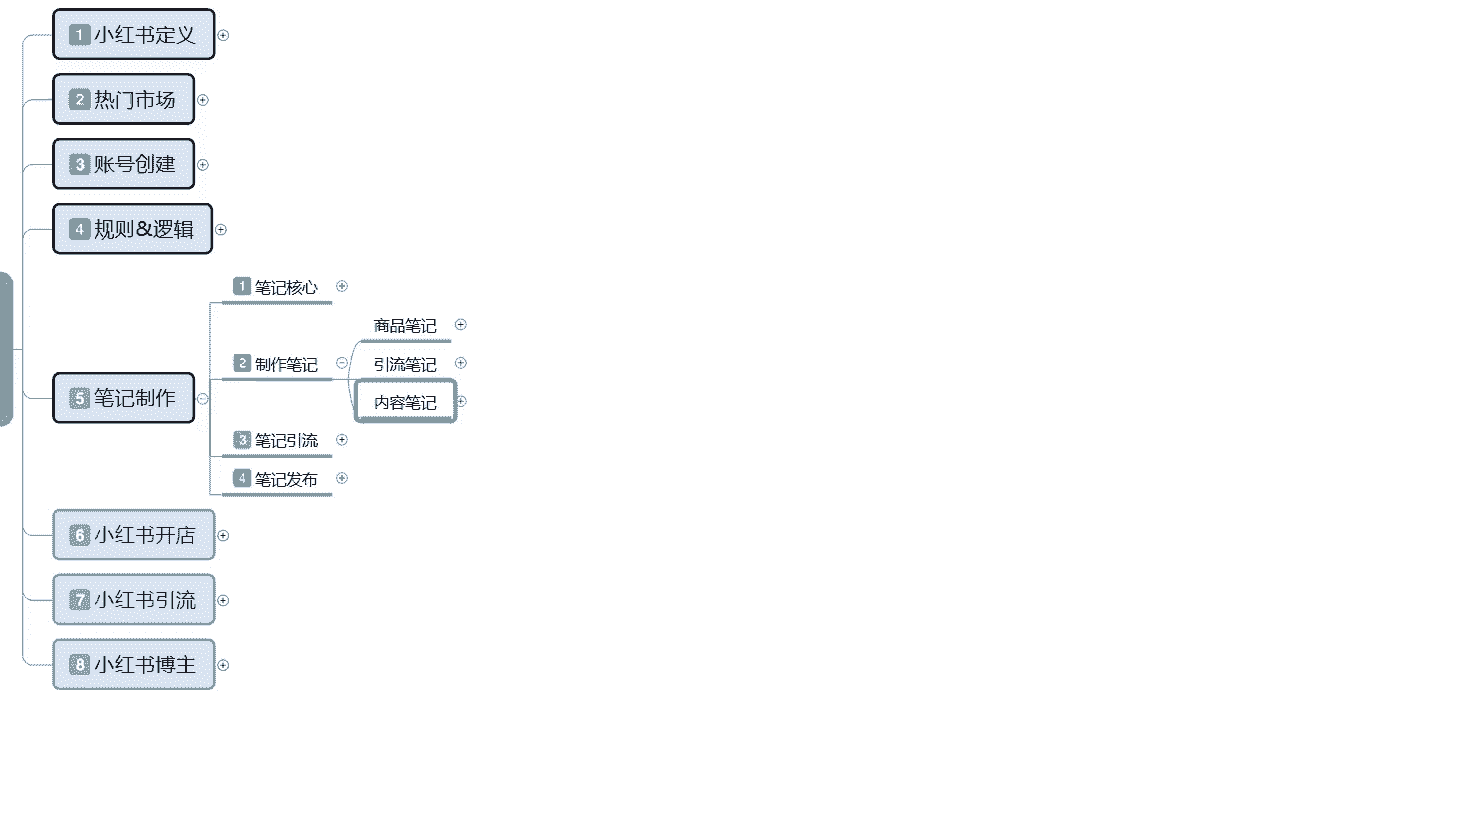 1 小红书定义
2 热门市场
3 账号创建
4 规则&逻辑
5 笔记制作
1 笔记核心
2 制作笔记
商品笔记
引流笔记
内容笔记
3 笔记引流
4 笔记发布
6 小红书开店
7 小红书引流
8 小红书博主